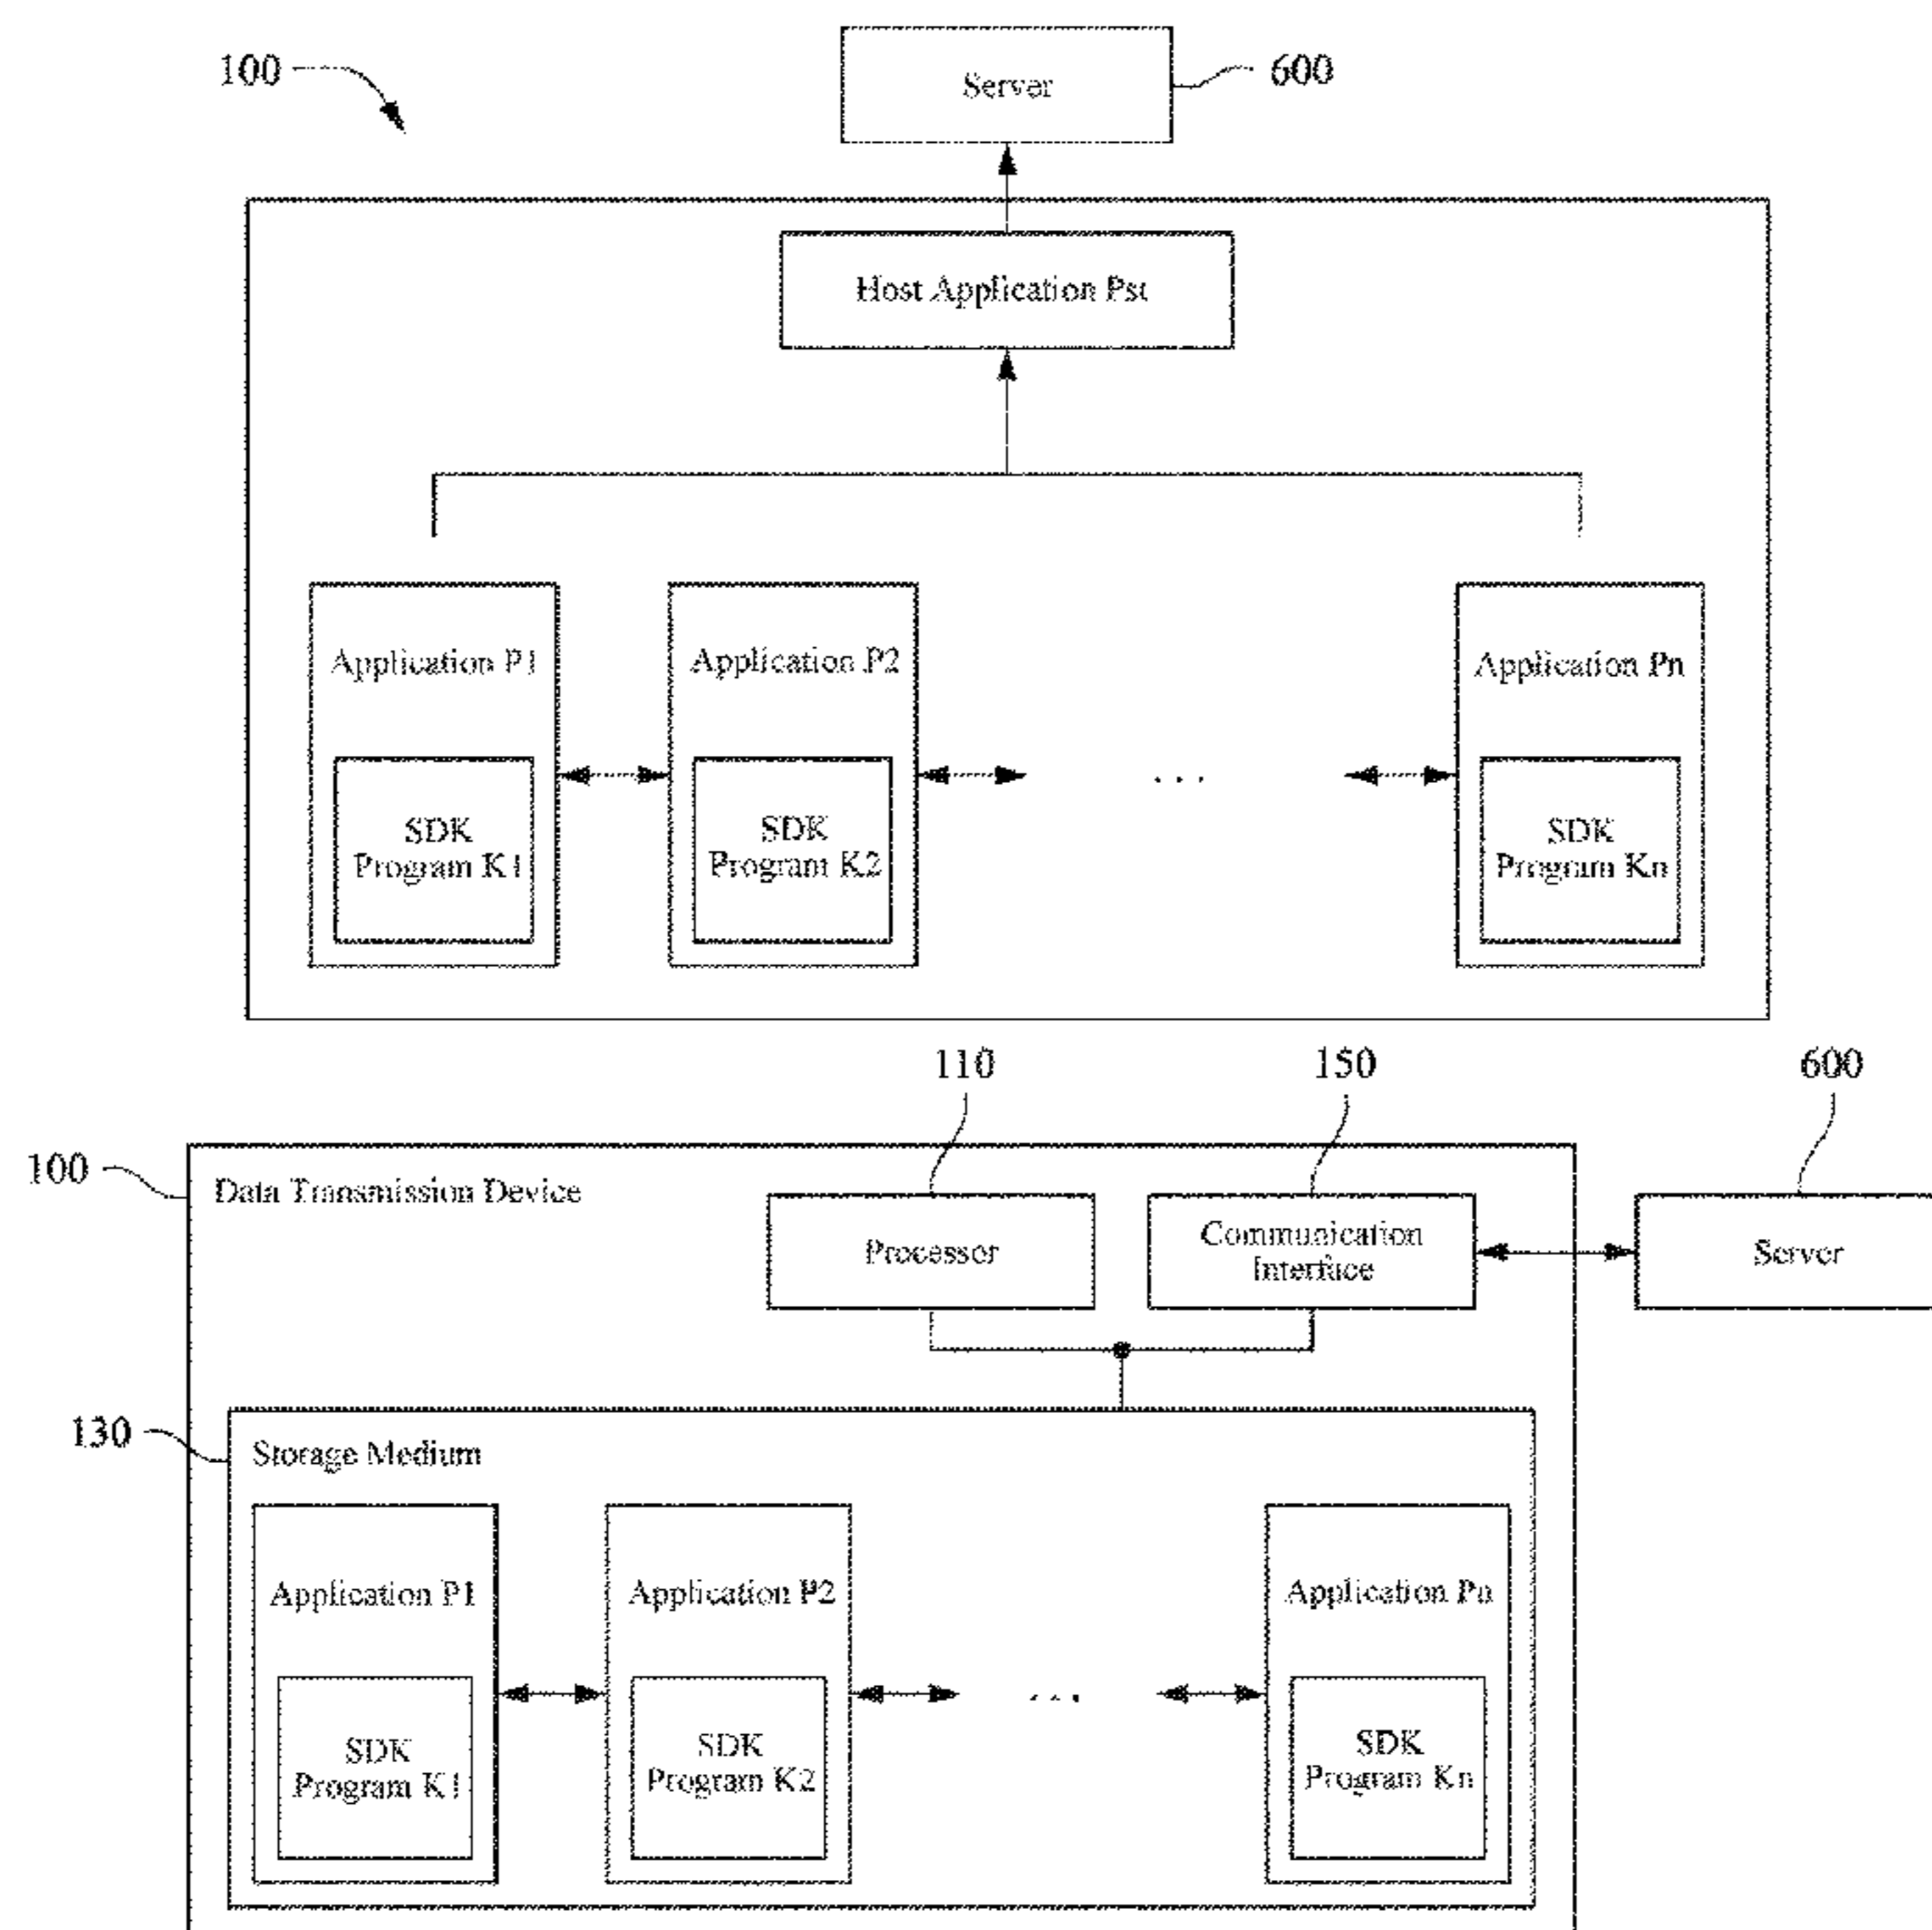 100
Server
600
Host Application Pst
Application P1
Application P2
Application Pn
...
SDK
Program K1
SDK
Program K2
SDK
Program Kn
110
150
600
100
Data Transmission Device
Processor
Communication
Interface
Server
130
Storage Medium
Application P1
Application P2
Application Pn
...
SDK
Program K1
SDK
Program K2
SDK
Program Kn